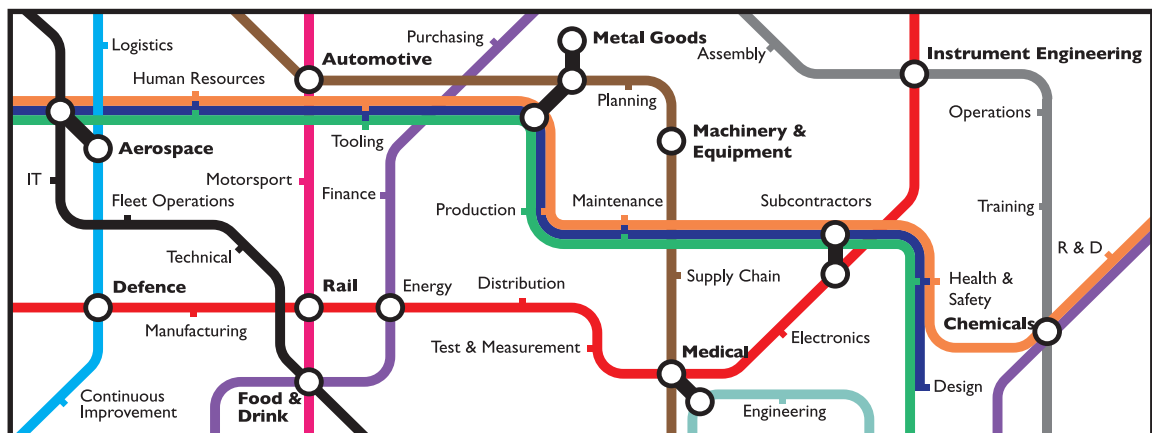 Logistics
Purchasing
Metal Goods
Assembly
Instrument Engineering
Automotive
Human Resources
Planning
Operations
Tooling
Machinery &
Equipment
Aerospace
IT
Motorsport
Finance
Fleet Operations
Production
Maintenance
Subcontractors
Training
Technical
R & D
Defence
Rail
Energy
Distribution
Supply Chain
Health &
Safety
Manufacturing
Chemicals
Test & Measurement
Medical
Electronics
Continuous
Improvement
Food &
Drink
Engineering
Design